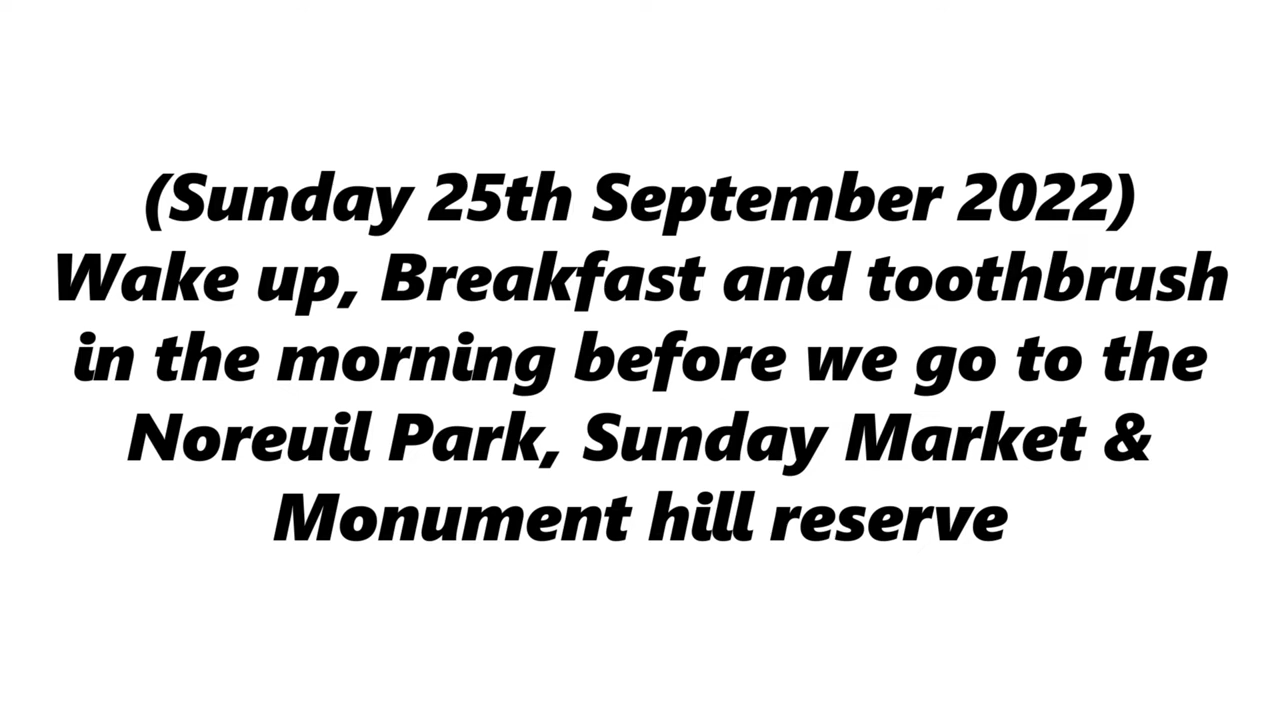 (Sunday 25th September 2022)
Wake up, Breakfast and toothbrush
in the morning before we go to the
Noreuil Park, Sunday Market &
Monument hill reserve